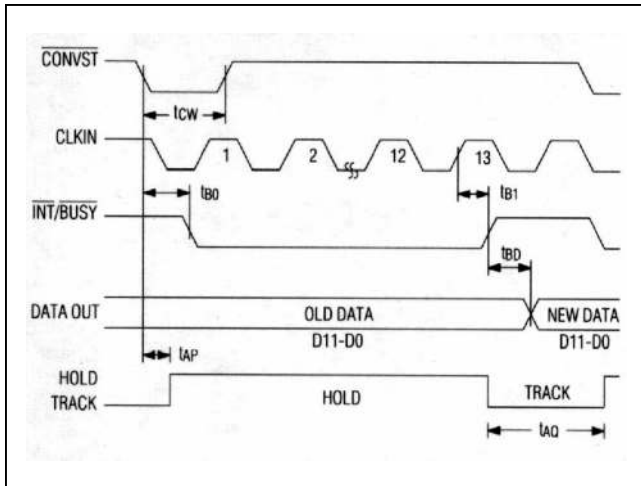 CONVST
tCW
CLKIN
1 2 12 13
tB0 tB1
INT/BUSY
tBD
DATA OUT OLD DATA NEW DATA
D11-D0 D11-D0
tAP
HOLD
TRACK HOLD TRACK
tAQ